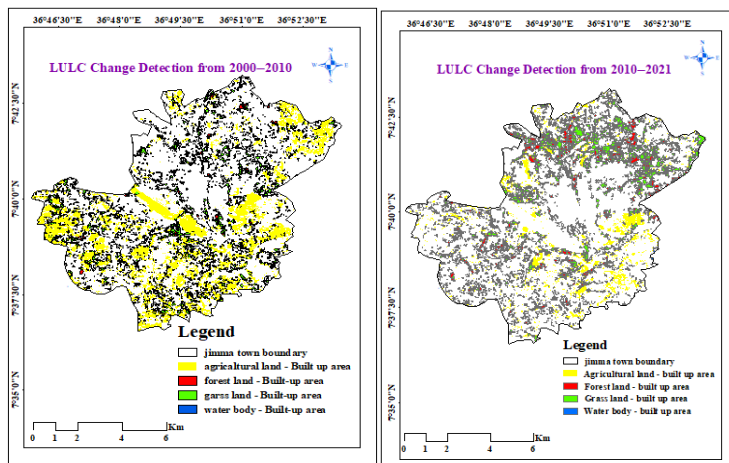 36°46'30"E 36°48'0"E 36°49'30"E 36°51'0"E 36°52'30"E
LULC Change Detection from 2000–2010
N
W E
S
7°42'30"N
7°40'0"N
7°37'30"N
7°35'0"N
Legend
jimma town boundary
agricaltural land - Built up area
forest land - Built-up area
garss land - Built-up area
water body - Built-up area
Km
0 1 2 4 6
36°46'30"E 36°48'0"E 36°49'30"E 36°51'0"E 36°52'30"E
LULC Change Detection from 2010–2021
N
W E
S
7°42'30"N
7°40'0"N
7°37'30"N
7°35'0"N
Legend
jimma town boundary
Agricultural land - built up area
Forest land - built up area
Grass land - built up area
Water body - built up area
Km
0 1 2 4 6